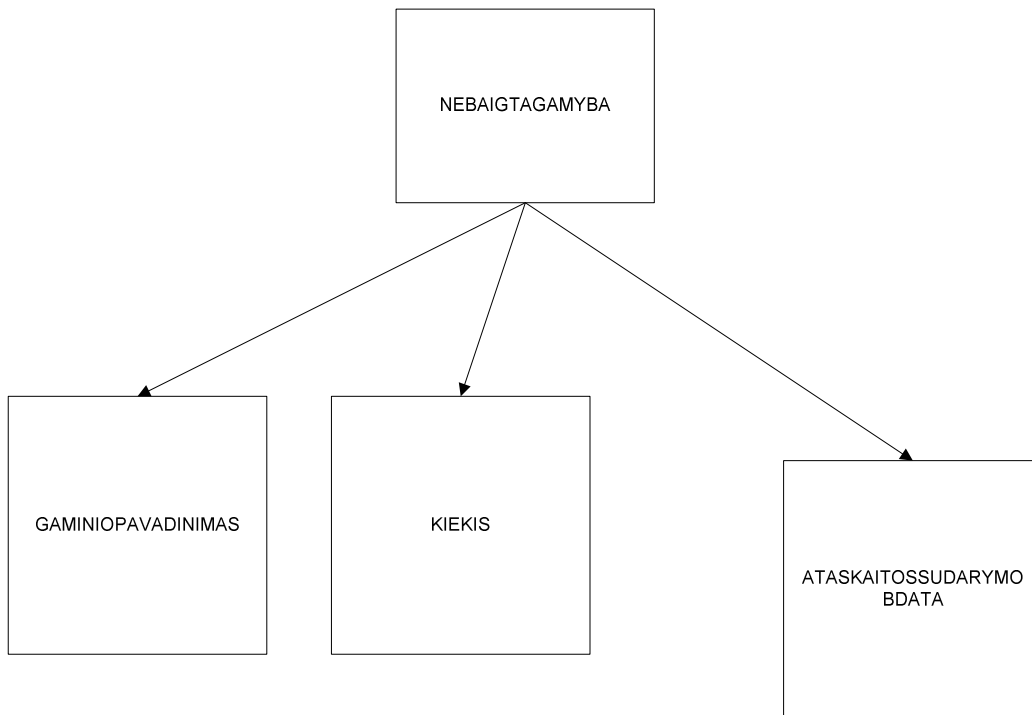 NEBAIGTAGAMYBA
GAMINIOPAVADINIMAS
KIEKIS
ATASKAITOSSUDARYMO
BDATA